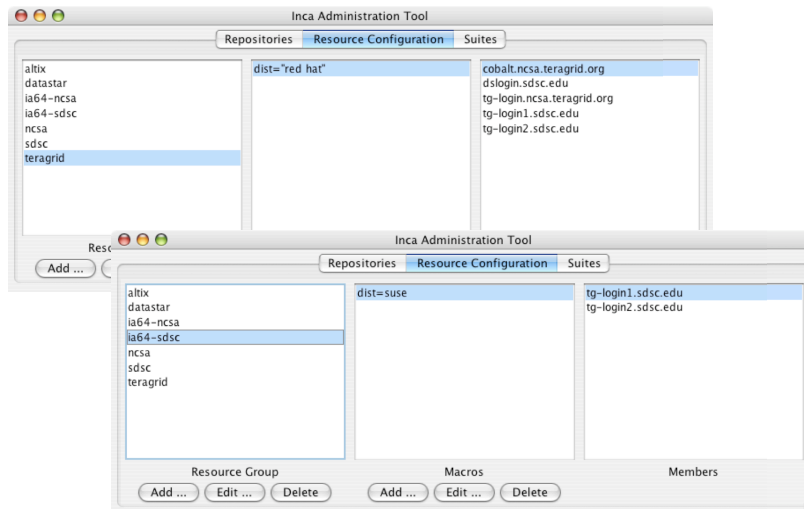 Inca Administration Tool
Repositories Resource Configuration Suites
altix
datastar
ia64-ncsa
ia64-sdsc
ncsa
sdsc
teragrid
dist="red hat"
cobalt.ncsa.teragrid.org
dslogin.sdsc.edu
tg-login.ncsa.teragrid.org
tg-login1.sdsc.edu
tg-login2.sdsc.edu
Add ...
Inca Administration Tool
Repositories Resource Configuration Suites
altix
datastar
ia64-ncsa
ia64-sdsc
ncsa
sdsc
teragrid
dist=suse
tg-login1.sdsc.edu
tg-login2.sdsc.edu
Resource Group Macros Members
Add ... Edit ... Delete Add ... Edit ... Delete